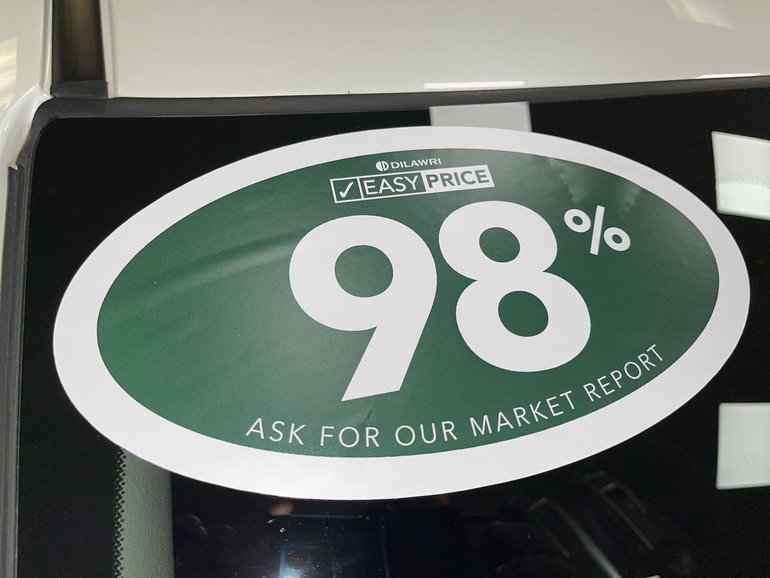 DILAWRI
✓ EASY PRICE
98%
ASK FOR OUR MARKET REPORT